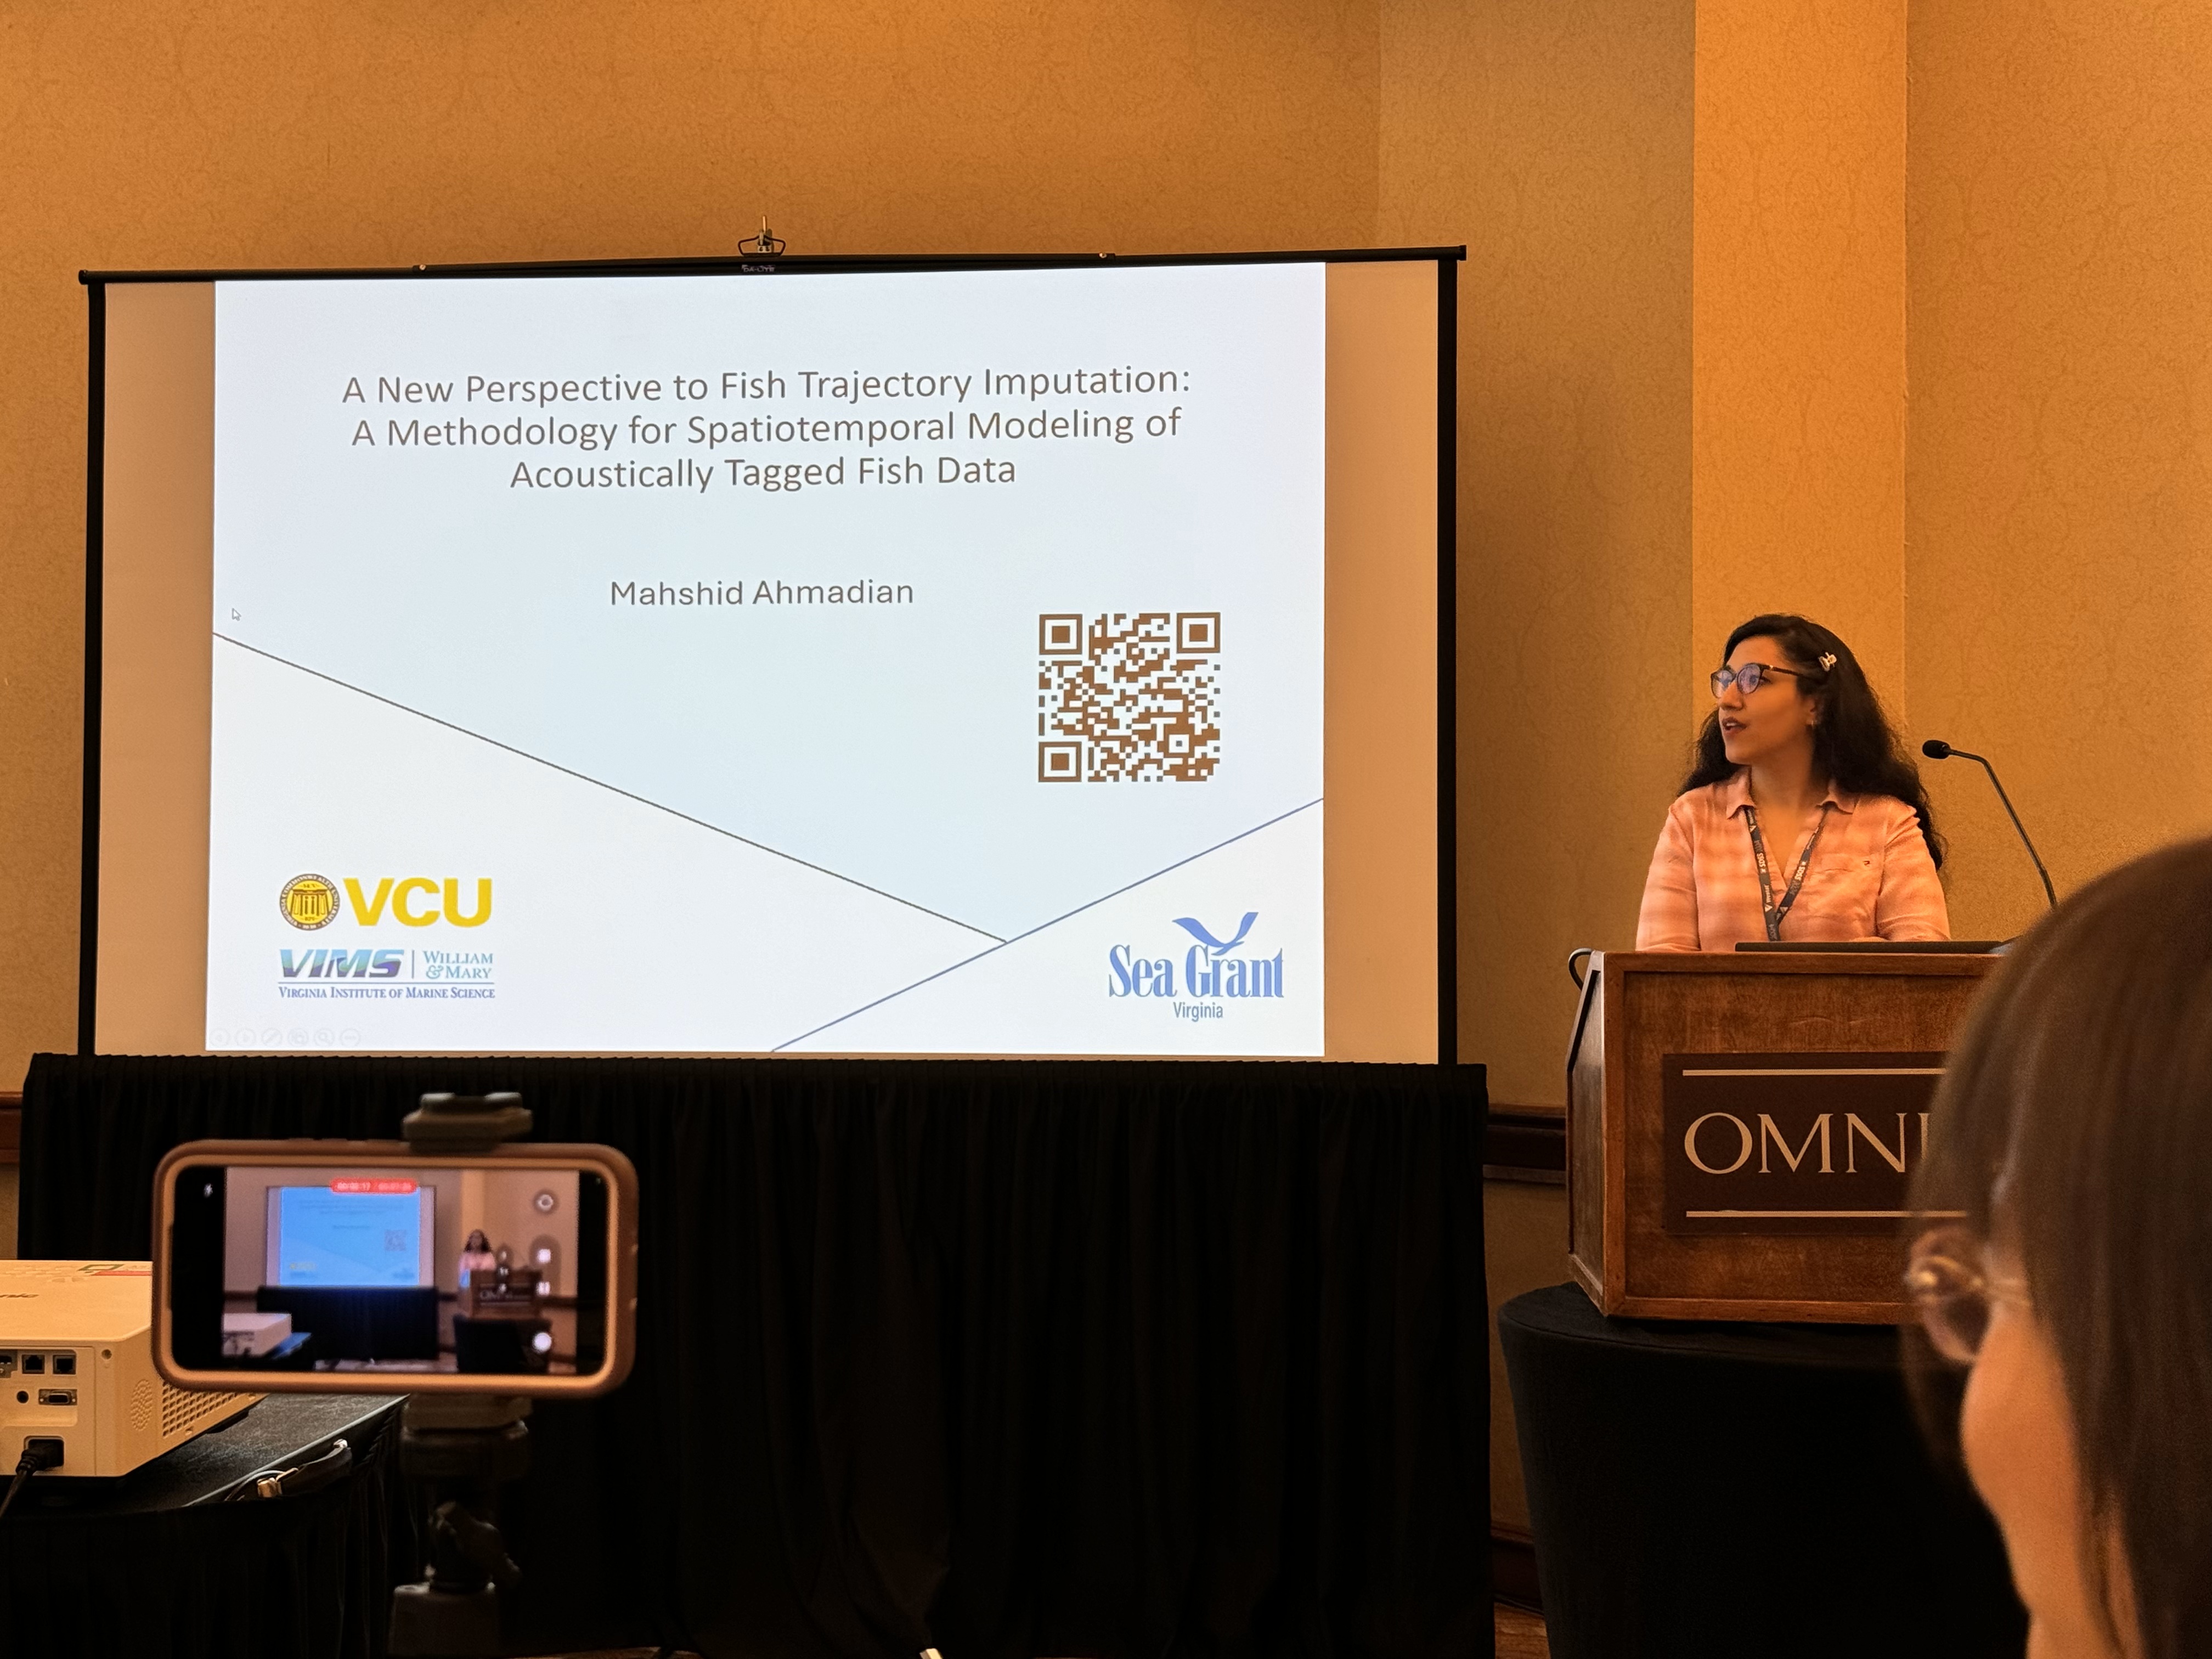 A New Perspective to Fish Trajectory Imputation:
A Methodology for Spatiotemporal Modeling of
Acoustically Tagged Fish Data
Mahshid Ahmadian
VCU
VIMS
WILLIAM
& MARY
VIRGINIA INSTITUTE OF MARINE SCIENCE
Sea Grant
Virginia
OMNI